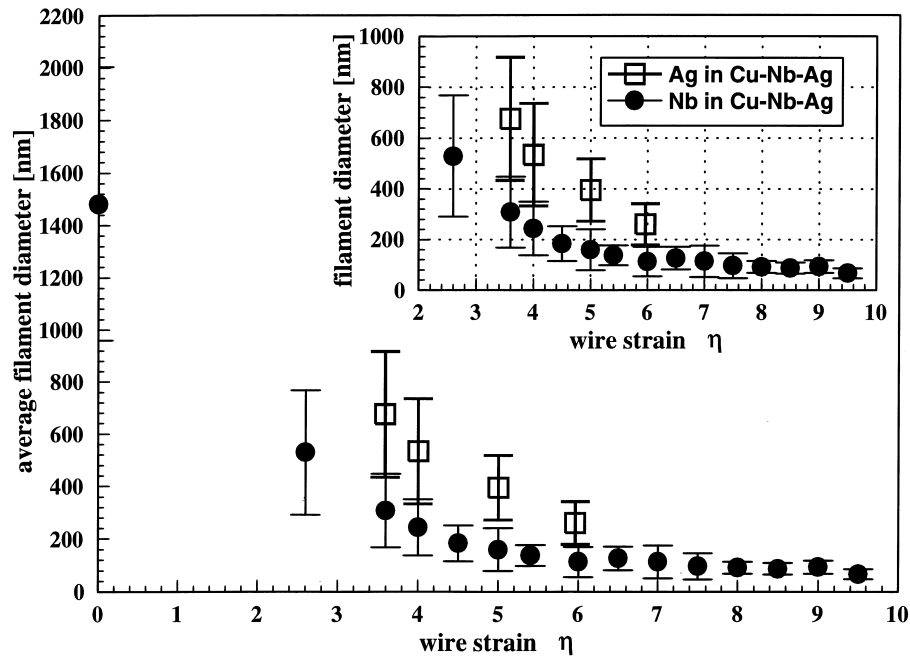 2200
2000
1800
1600
1400
1200
1000
800
600
400
200
0
average filament diameter [nm]
0 1 2 3 4 5 6 7 8 9 10
wire strain η
1000
800
600
400
200
0
filament diameter [nm]
Ag in Cu-Nb-Ag
Nb in Cu-Nb-Ag
2 3 4 5 6 7 8 9 10
wire strain η